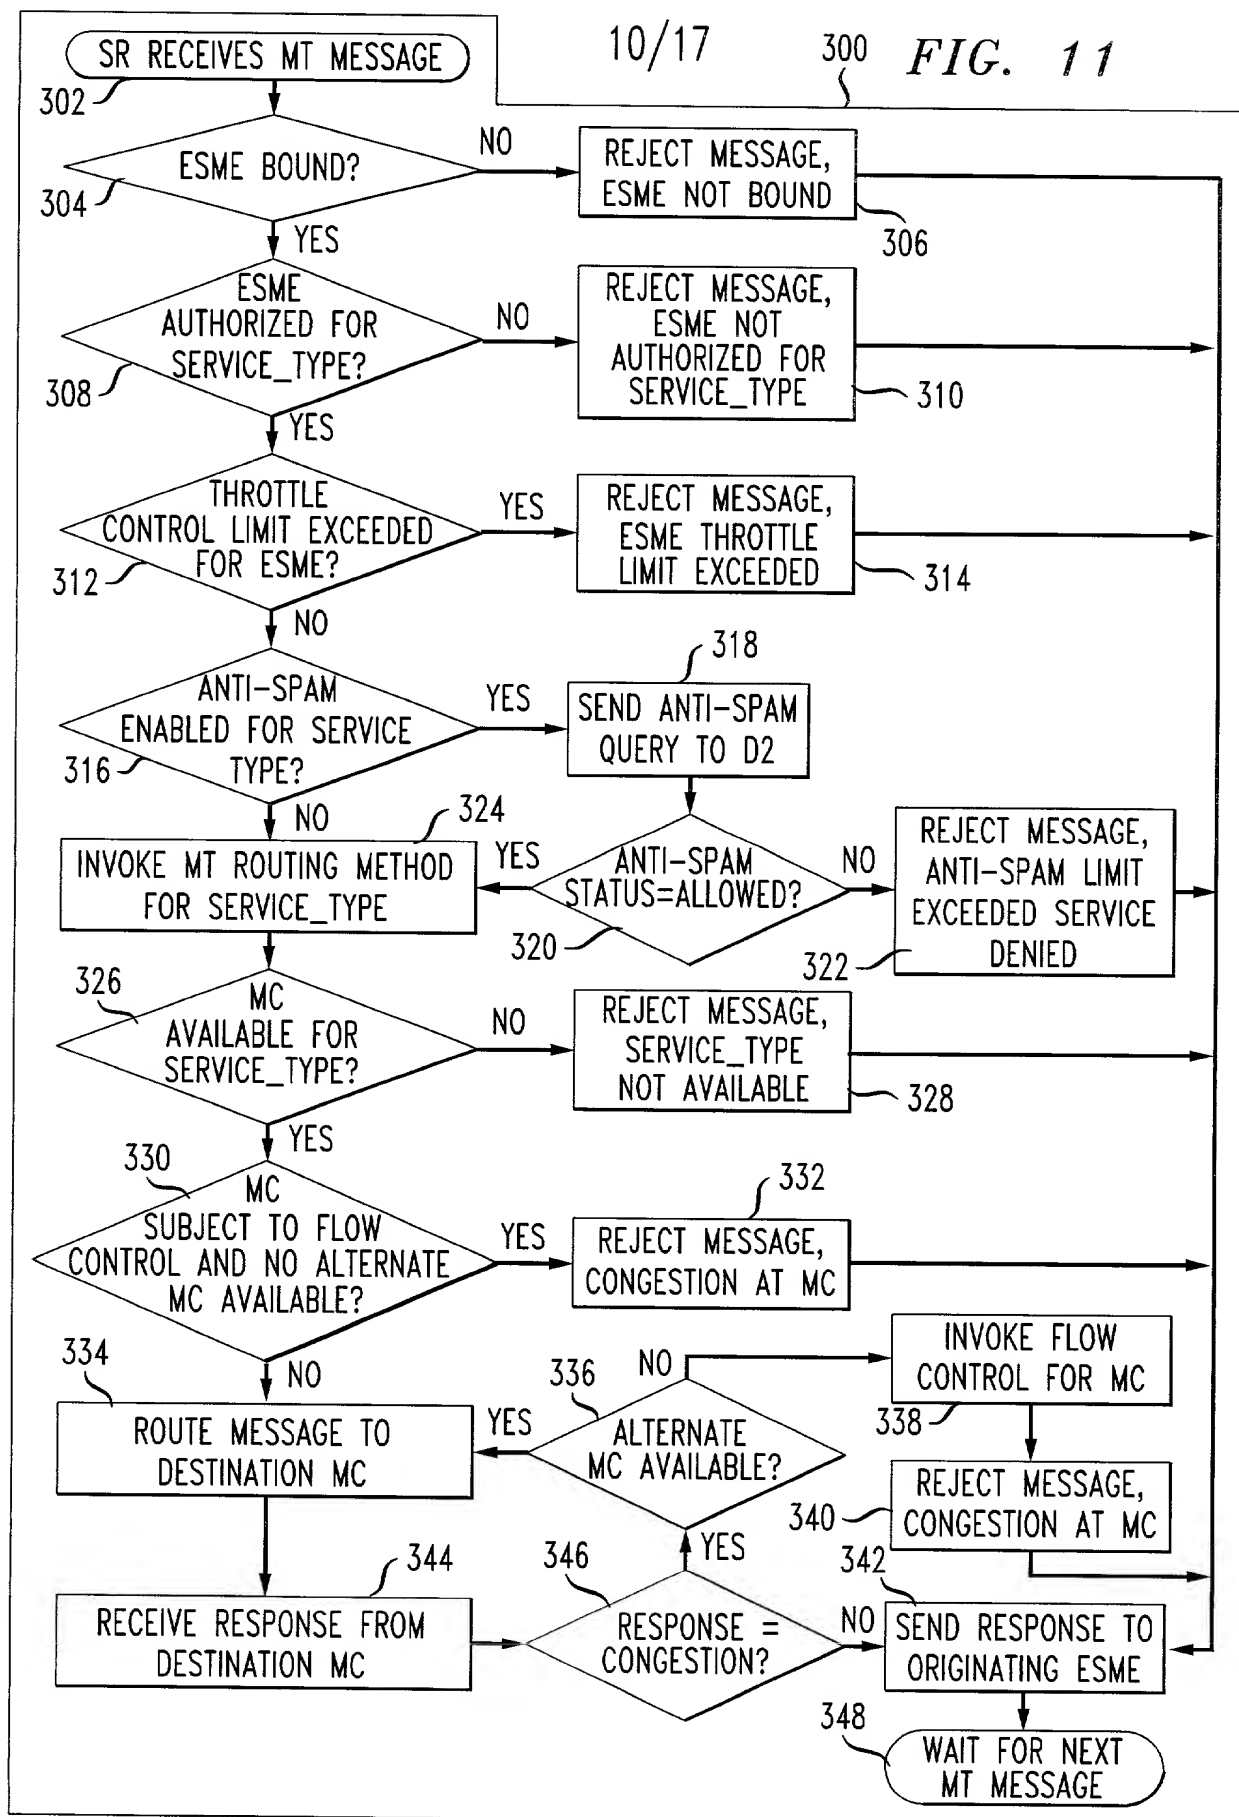 10/17
300
FIG. 11
SR RECEIVES MT MESSAGE
302
ESME BOUND?
304
NO
REJECT MESSAGE,
ESME NOT BOUND
306
YES
ESME
AUTHORIZED FOR
SERVICE_TYPE?
308
NO
REJECT MESSAGE,
ESME NOT
AUTHORIZED FOR
SERVICE_TYPE
310
YES
THROTTLE
CONTROL LIMIT EXCEEDED
FOR ESME?
312
YES
REJECT MESSAGE,
ESME THROTTLE
LIMIT EXCEEDED
314
NO
ANTI-SPAM
ENABLED FOR SERVICE
TYPE?
316
YES
318
SEND ANTI-SPAM
QUERY TO D2
NO
324
INVOKE MT ROUTING METHOD
FOR SERVICE_TYPE
YES
ANTI-SPAM
STATUS=ALLOWED?
320
NO
REJECT MESSAGE,
ANTI-SPAM LIMIT
EXCEEDED SERVICE
DENIED
322
326
MC
AVAILABLE FOR
SERVICE_TYPE?
NO
REJECT MESSAGE,
SERVICE_TYPE
NOT AVAILABLE
328
YES
330
MC
SUBJECT TO FLOW
CONTROL AND NO ALTERNATE
MC AVAILABLE?
YES
332
REJECT MESSAGE,
CONGESTION AT MC
NO
334
ROUTE MESSAGE TO
DESTINATION MC
YES
336
ALTERNATE
MC AVAILABLE?
NO
INVOKE FLOW
CONTROL FOR MC
338
REJECT MESSAGE,
CONGESTION AT MC
340
344
RECEIVE RESPONSE FROM
DESTINATION MC
346
YES
RESPONSE =
CONGESTION?
NO
342
SEND RESPONSE TO
ORIGINATING ESME
348
WAIT FOR NEXT
MT MESSAGE